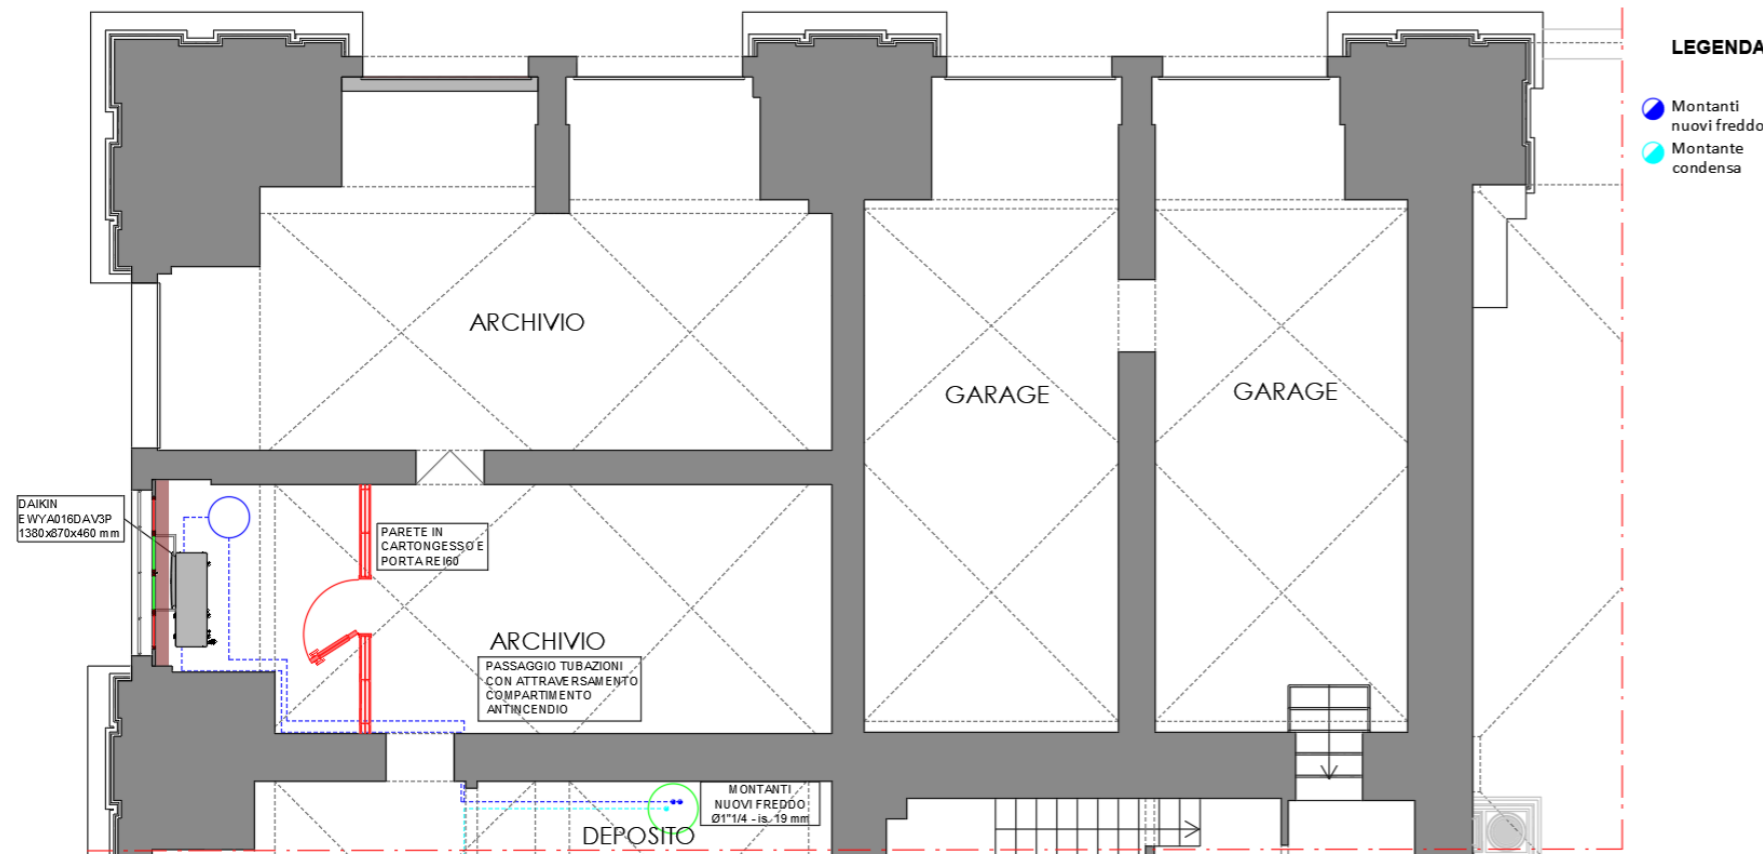 LEGENDA
Montanti
nuovi freddo
Montante
condensa
ARCHIVIO
GARAGE
GARAGE
DAIKIN
EWYA016DAV3P
1380x870x460 mm
PARETE IN
CARTONGESSO E
PORTA REI60
ARCHIVIO
PASSAGGIO TUBAZIONI
CON ATTRAVERSAMENTO
COMPARTIMENTO
ANTINCENDIO
MONTANTI
NUOVI FREDDO
Ø1"1/4 - is. 19 mm
DEPOSITO